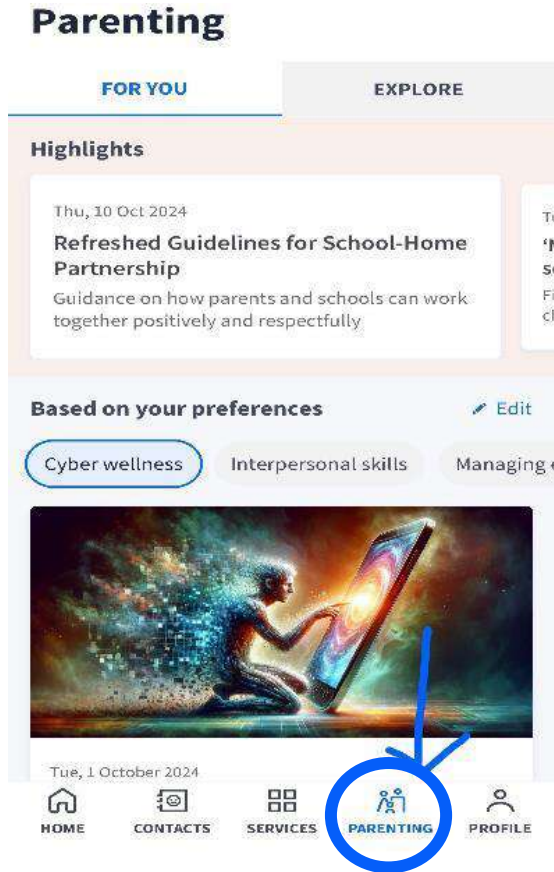 Parenting
FOR YOU EXPLORE
Highlights
Thu, 10 Oct 2024
Refreshed Guidelines for School-Home
Partnership
Guidance on how parents and schools can work
together positively and respectfully
Based on your preferences Edit
Cyber wellness Interpersonal skills Managing
Tue, 1 October 2024
HOME CONTACTS SERVICES PARENTING PROFILE